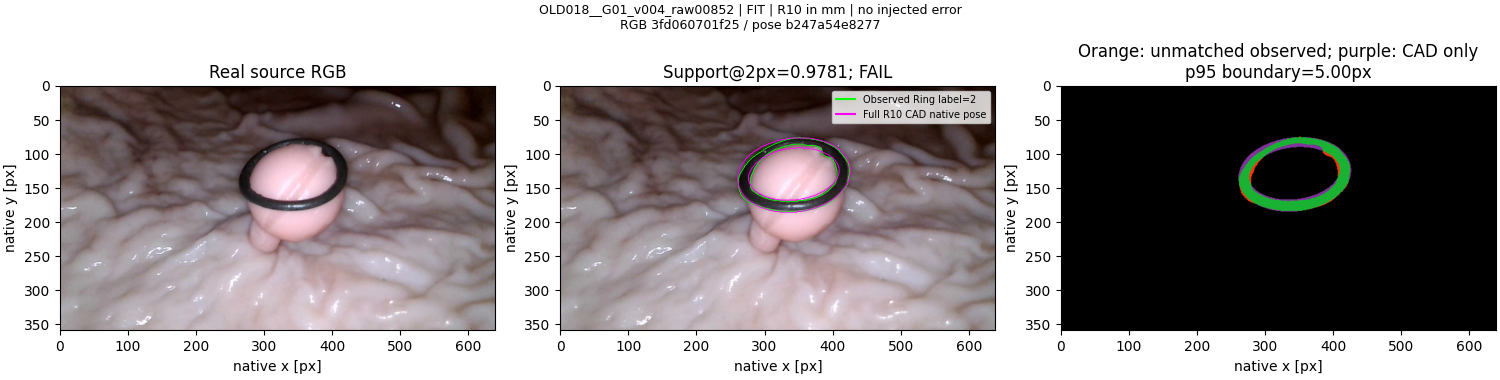 OLD018__G01_v004_raw00852 | FIT | R10 in mm | no injected error
RGB 3fd060701f25 / pose b247a54e8277
Real source RGB
0
50
100
150
200
250
300
350
0 100 200 300 400 500 600
native x [px]
native y [px]
Support@2px=0.9781; FAIL
Observed Ring label=2
Full R10 CAD native pose
0
50
100
150
200
250
300
350
0 100 200 300 400 500 600
native x [px]
native y [px]
Orange: unmatched observed; purple: CAD only
p95 boundary=5.00px
0
50
100
150
200
250
300
350
0 100 200 300 400 500 600
native x [px]
native y [px]